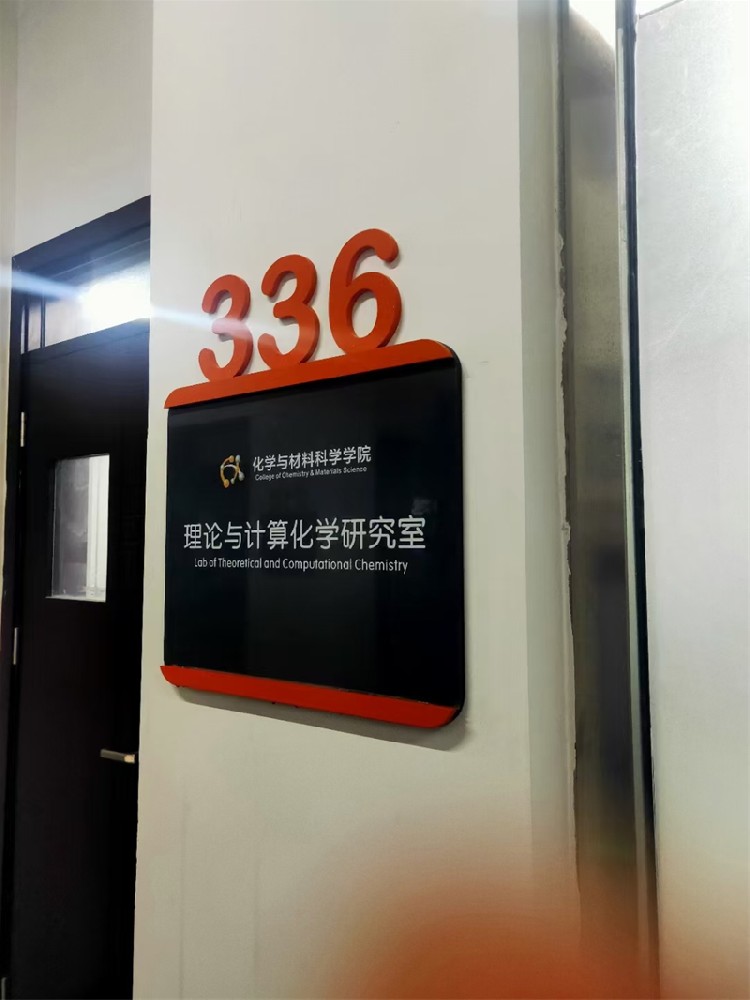 336
化学与材料科学学院
College of Chemistry & Materials Science
理论与计算化学研究室
Lab of Theoretical and Computational Chemistry